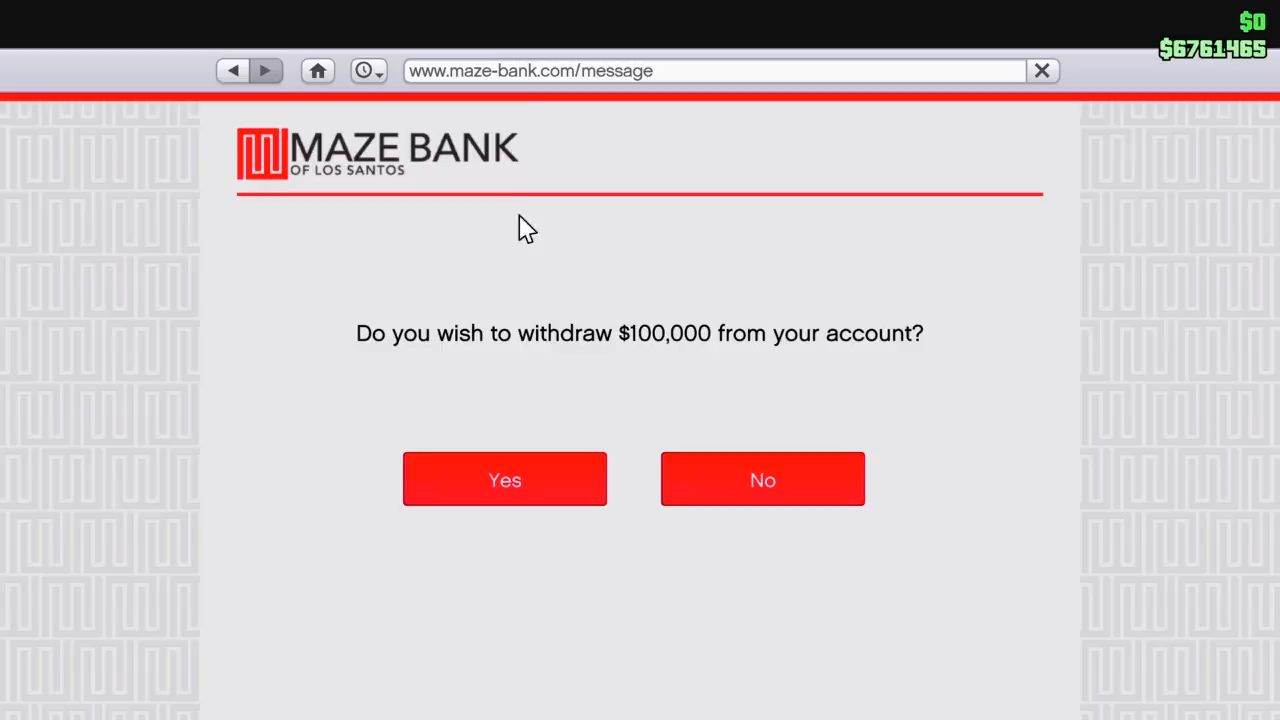 $0
$6761465
www.maze-bank.com/message
MAZE BANK
OF LOS SANTOS
Do you wish to withdraw $100,000 from your account?
Yes
No